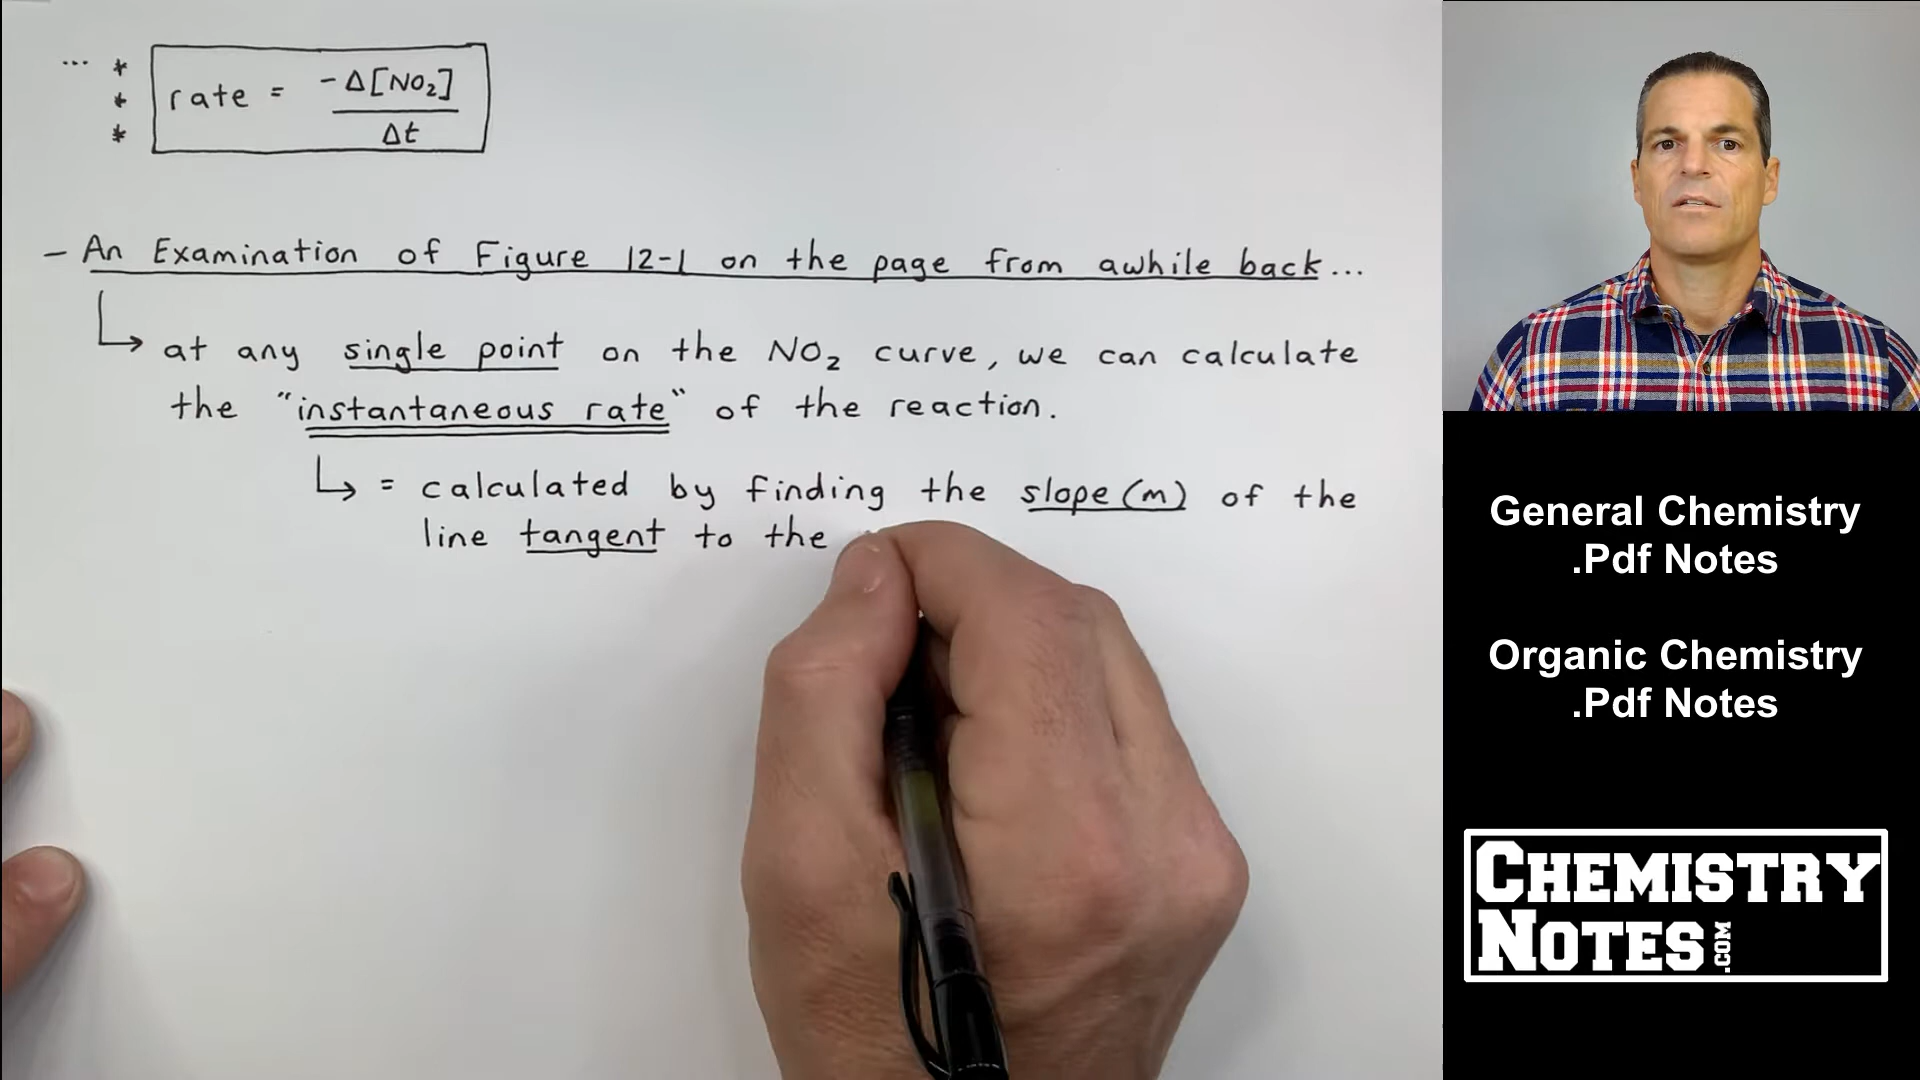 ... * * *
rate = -Δ[NO₂]
Δt
- An Examination of Figure 12-1 on the page from awhile back...
↳ at any single point on the NO₂ curve, we can calculate
the "instantaneous rate" of the reaction.
↳ = calculated by finding the slope (m) of the
line tangent to the
General Chemistry
.Pdf Notes
Organic Chemistry
.Pdf Notes
CHEMISTRY
NOTES.COM